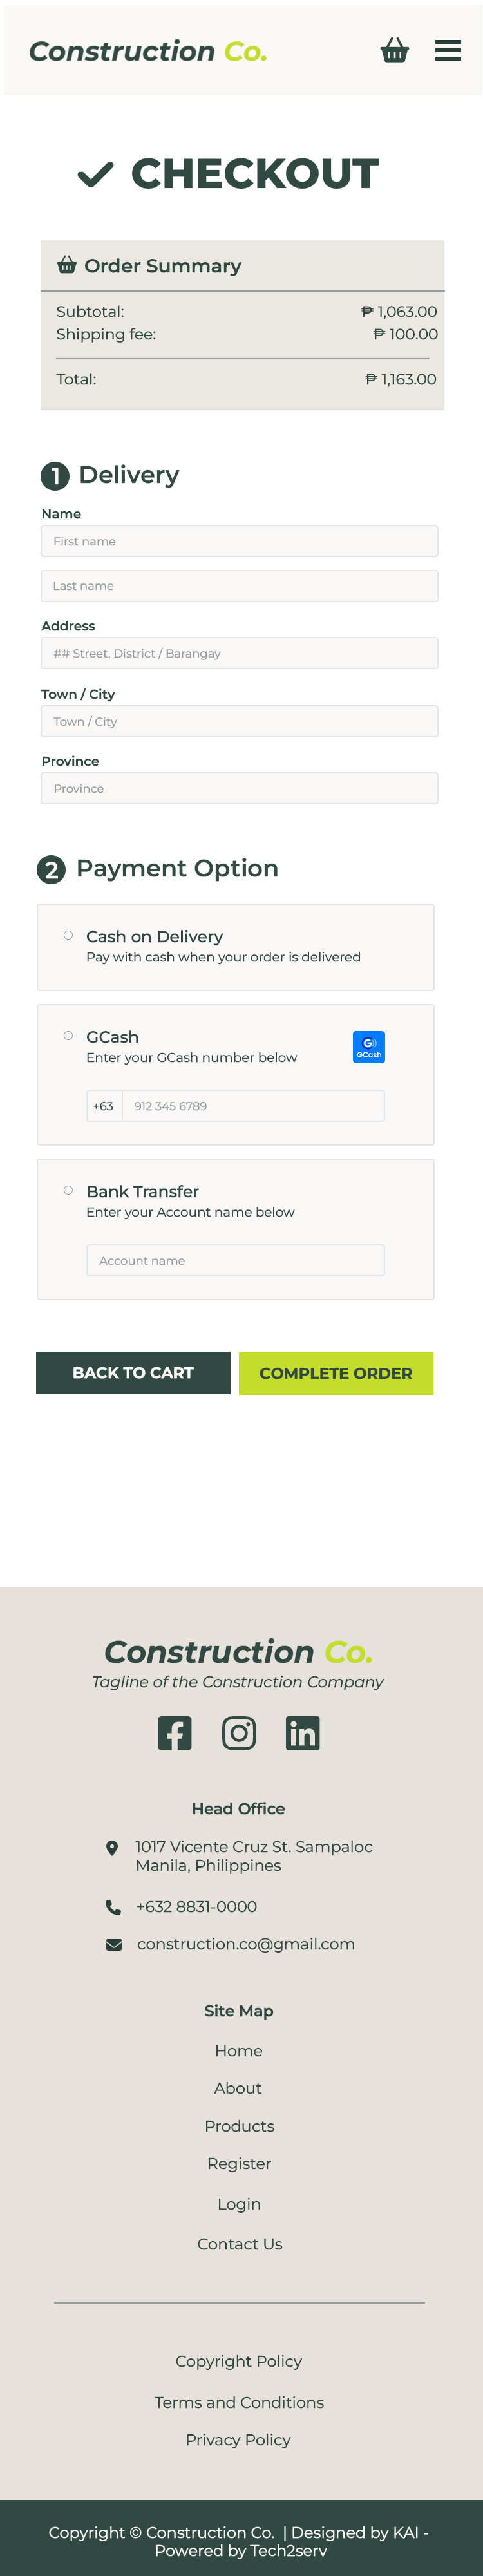 Construction Co.
CHECKOUT
Order Summary
Subtotal: ₱ 1,063.00
Shipping fee: ₱ 100.00
Total: ₱ 1,163.00
1 Delivery
Name
First name
Last name
Address
## Street, District / Barangay
Town / City
Town / City
Province
Province
2 Payment Option
Cash on Delivery
Pay with cash when your order is delivered
GCash
Enter your GCash number below
G
GCash
+63 912 345 6789
Bank Transfer
Enter your Account name below
Account name
BACK TO CART COMPLETE ORDER
Construction Co.
Tagline of the Construction Company
Head Office
1017 Vicente Cruz St. Sampaloc
Manila, Philippines
+632 8831-0000
construction.co@gmail.com
Site Map
Home
About
Products
Register
Login
Contact Us
Copyright Policy
Terms and Conditions
Privacy Policy
Copyright © Construction Co. | Designed by KAI -
Powered by Tech2serv